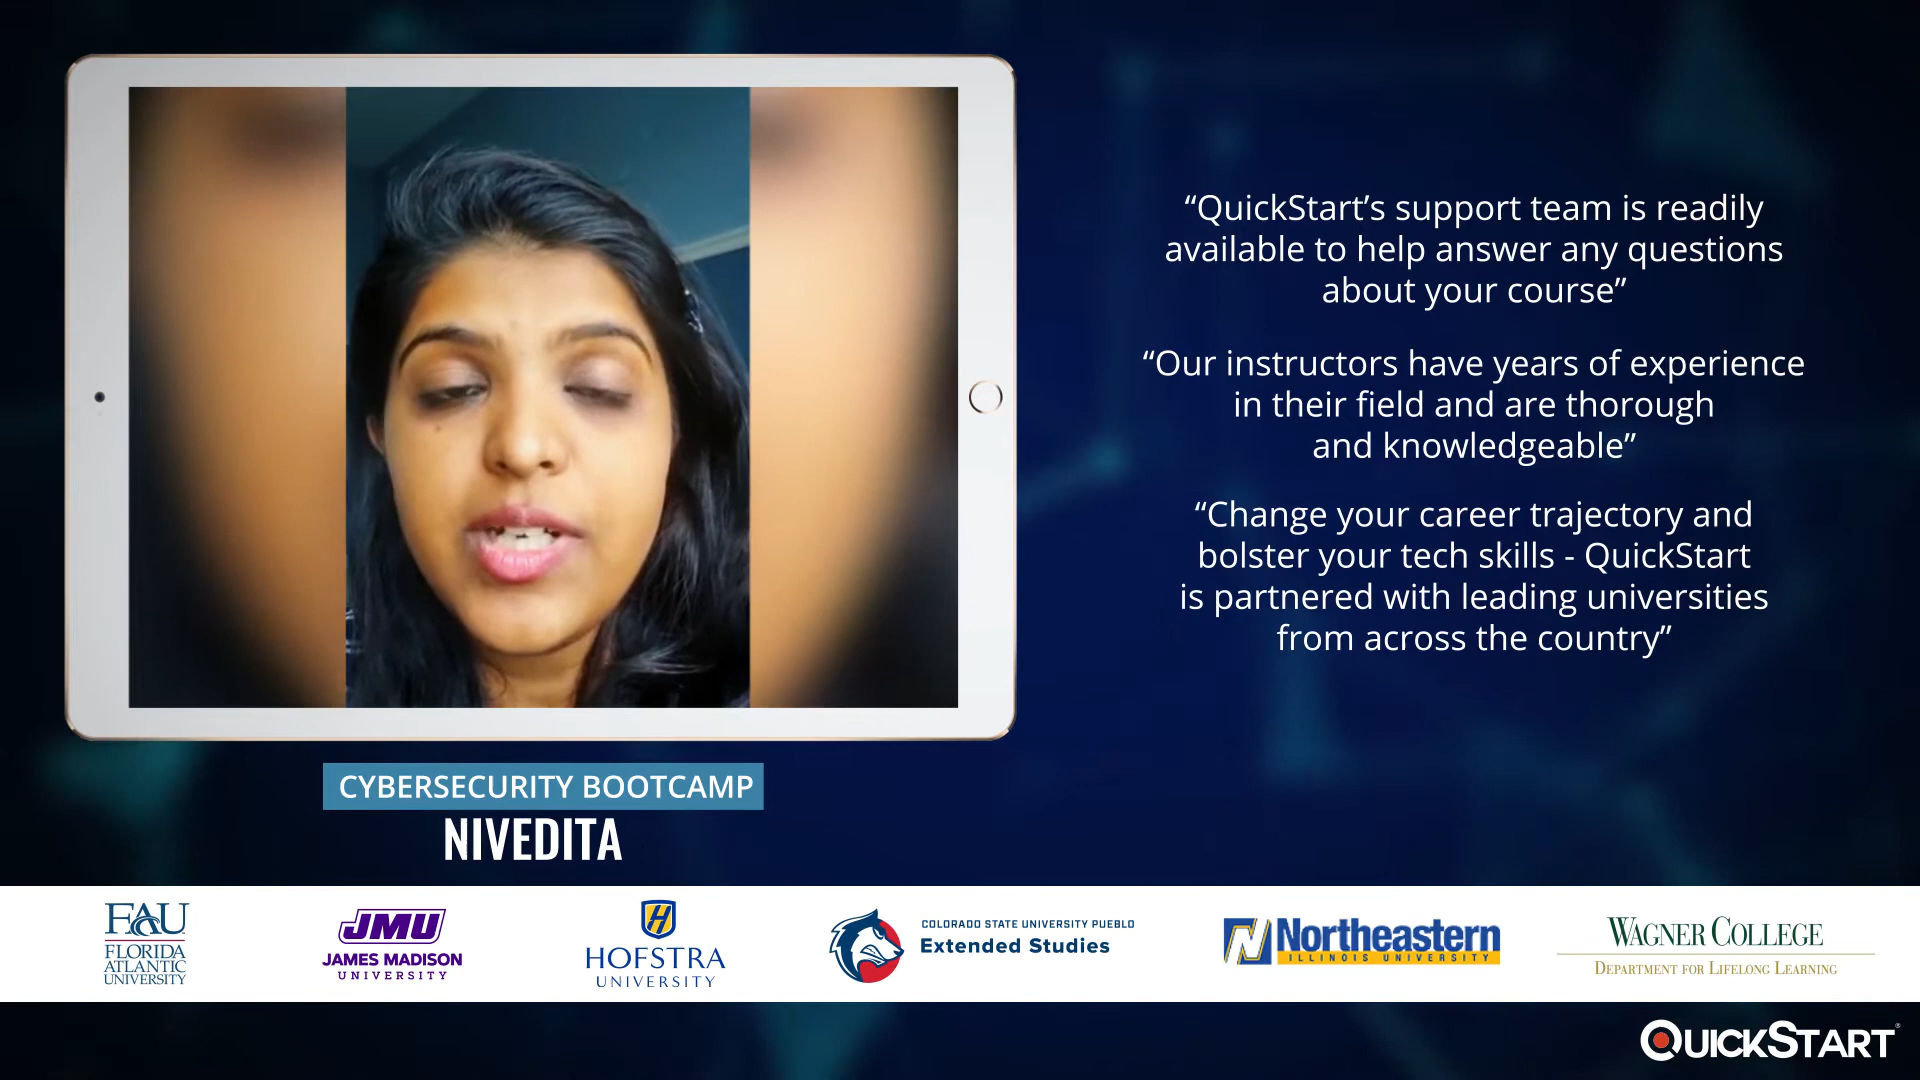 “QuickStart’s support team is readily
available to help answer any questions
about your course”
“Our instructors have years of experience
in their field and are thorough
and knowledgeable”
“Change your career trajectory and
bolster your tech skills - QuickStart
is partnered with leading universities
from across the country”
CYBERSECURITY BOOTCAMP
NIVEDITA
FAU
FLORIDA
ATLANTIC
UNIVERSITY
JMU
JAMES MADISON
UNIVERSITY
H
HOFSTRA
UNIVERSITY
COLORADO STATE UNIVERSITY PUEBLO
Extended Studies
N
Northeastern
ILLINOIS UNIVERSITY
WAGNER COLLEGE
DEPARTMENT FOR LIFELONG LEARNING
QUICKSTART®